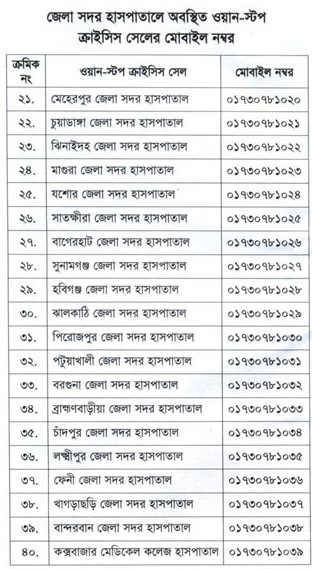 জেলা সদর হাসপাতালে অবস্থিত ওয়ান-স্টপ
ক্রাইসিস সেলের মোবাইল নম্বর
ক্রমিক নং ওয়ান-স্টপ ক্রাইসিস সেল মোবাইল নম্বর
২১. মেহেরপুর জেলা সদর হাসপাতাল ০১৭৩০৭৮১০২০
২২. চুয়াডাঙ্গা জেলা সদর হাসপাতাল ০১৭৩০৭৮১০২১
২৩. ঝিনাইদহ জেলা সদর হাসপাতাল ০১৭৩০৭৮১০২২
২৪. মাগুরা জেলা সদর হাসপাতাল ০১৭৩০৭৮১০২৩
২৫. যশোর জেলা সদর হাসপাতাল ০১৭৩০৭৮১০২৪
২৬. সাতক্ষীরা জেলা সদর হাসপাতাল ০১৭৩০৭৮১০২৫
২৭. বাগেরহাট জেলা সদর হাসপাতাল ০১৭৩০৭৮১০২৬
২৮. সুনামগঞ্জ জেলা সদর হাসপাতাল ০১৭৩০৭৮১০২৭
২৯. হবিগঞ্জ জেলা সদর হাসপাতাল ০১৭৩০৭৮১০২৮
৩০. ঝালকাঠি জেলা সদর হাসপাতাল ০১৭৩০৭৮১০২৯
৩১. পিরোজপুর জেলা সদর হাসপাতাল ০১৭৩০৭৮১০৩০
৩২. পটুয়াখালী জেলা সদর হাসপাতাল ০১৭৩০৭৮১০৩১
৩৩. বরগুনা জেলা সদর হাসপাতাল ০১৭৩০৭৮১০৩২
৩৪. ব্রাহ্মণবাড়ীয়া জেলা সদর হাসপাতাল ০১৭৩০৭৮১০৩৩
৩৫. চাঁদপুর জেলা সদর হাসপাতাল ০১৭৩০৭৮১০৩৪
৩৬. লক্ষ্মীপুর জেলা সদর হাসপাতাল ০১৭৩০৭৮১০৩৫
৩৭. ফেনী জেলা সদর হাসপাতাল ০১৭৩০৭৮১০৩৬
৩৮. খাগড়াছড়ি জেলা সদর হাসপাতাল ০১৭৩০৭৮১০৩৭
৩৯. বান্দরবান জেলা সদর হাসপাতাল ০১৭৩০৭৮১০৩৮
৪০. কক্সবাজার মেডিকেল কলেজ হাসপাতাল ০১৭৩০৭৮১০৩৯